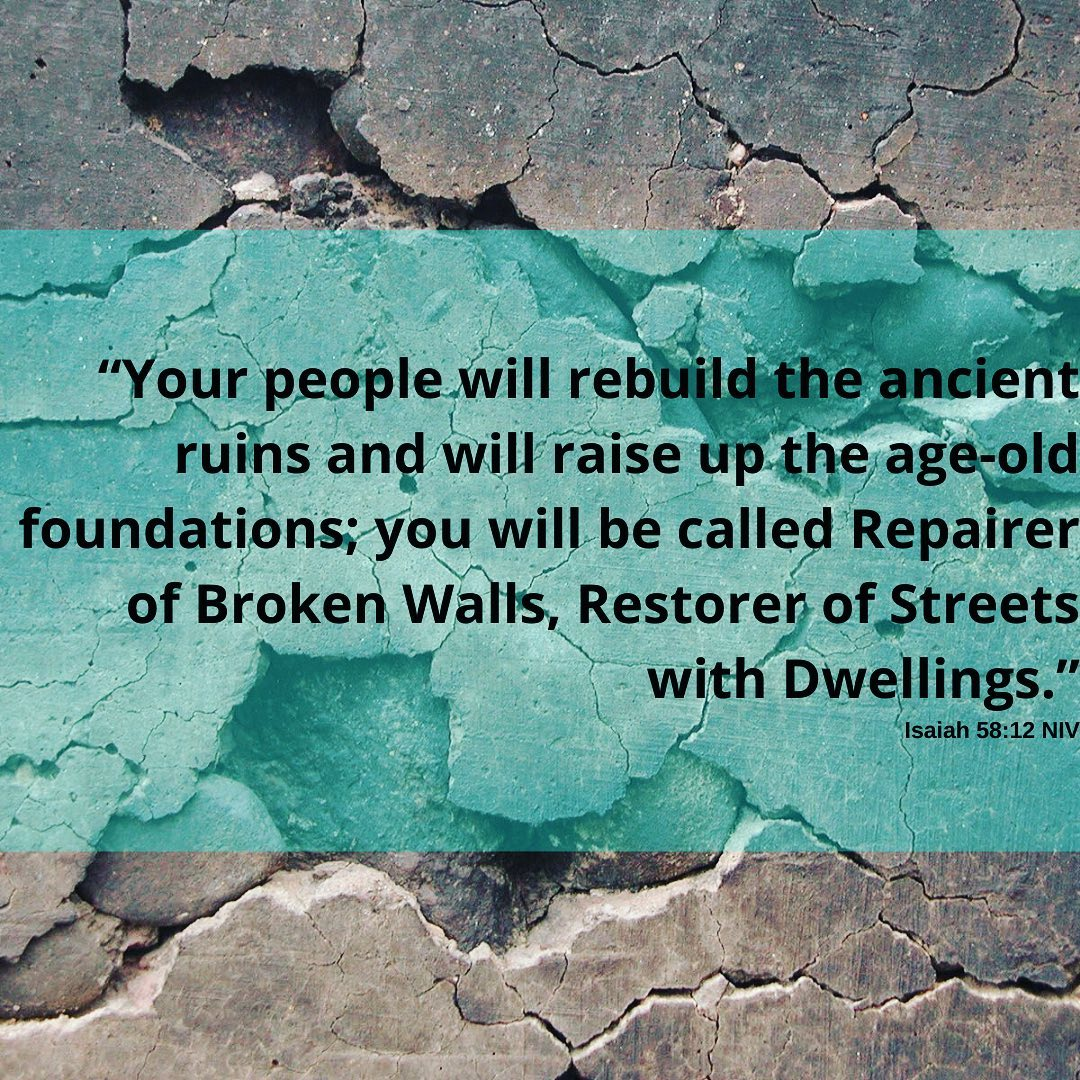 “Your people will rebuild the ancient
ruins and will raise up the age-old
foundations; you will be called Repairer
of Broken Walls, Restorer of Streets
with Dwellings.”
Isaiah 58:12 NIV